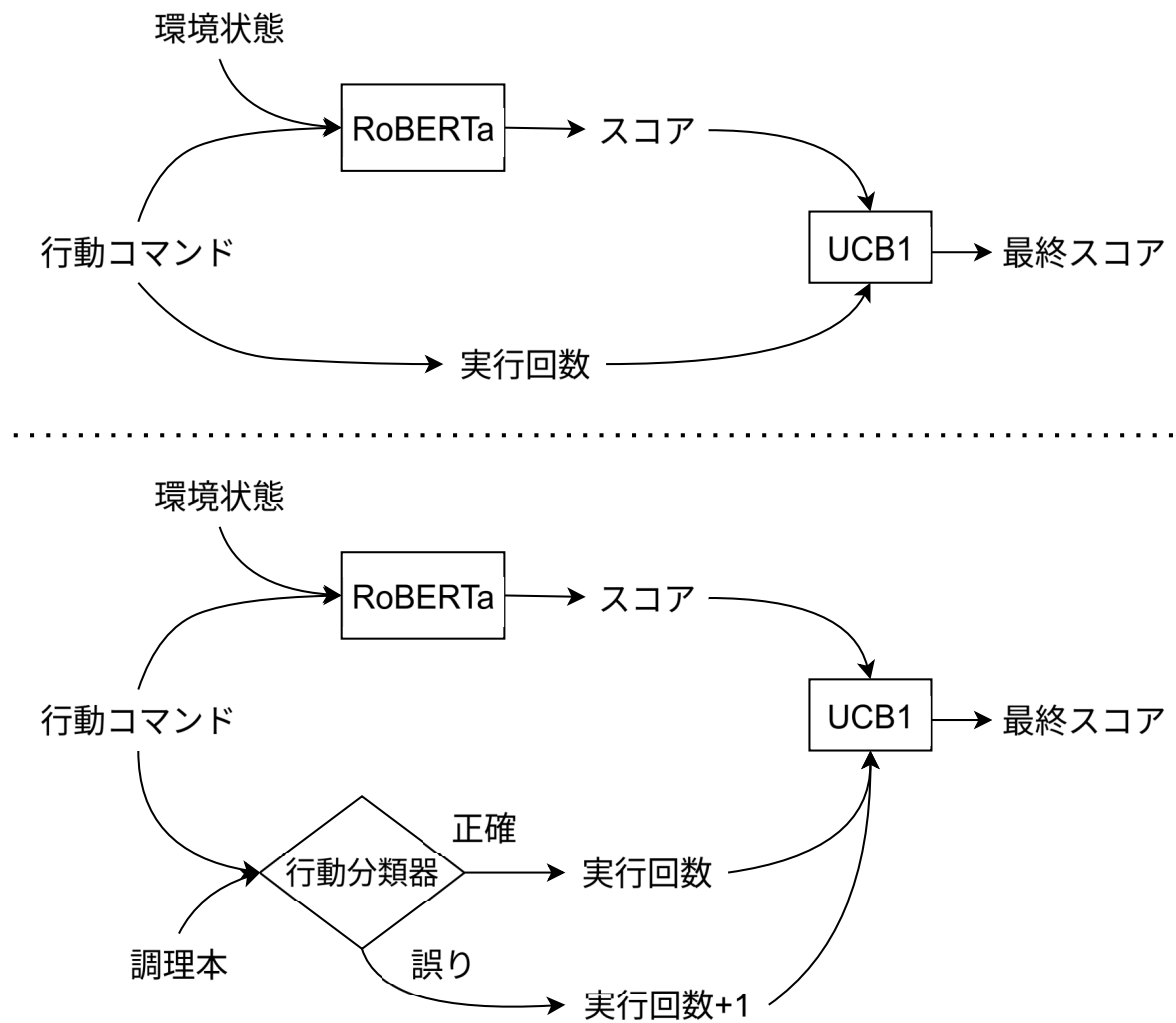 環境状態
RoBERTa
スコア
行動コマンド
UCB1
最終スコア
実行回数
環境状態
RoBERTa
スコア
行動コマンド
UCB1
最終スコア
正確
行動分類器
実行回数
調理本
誤り
実行回数+1